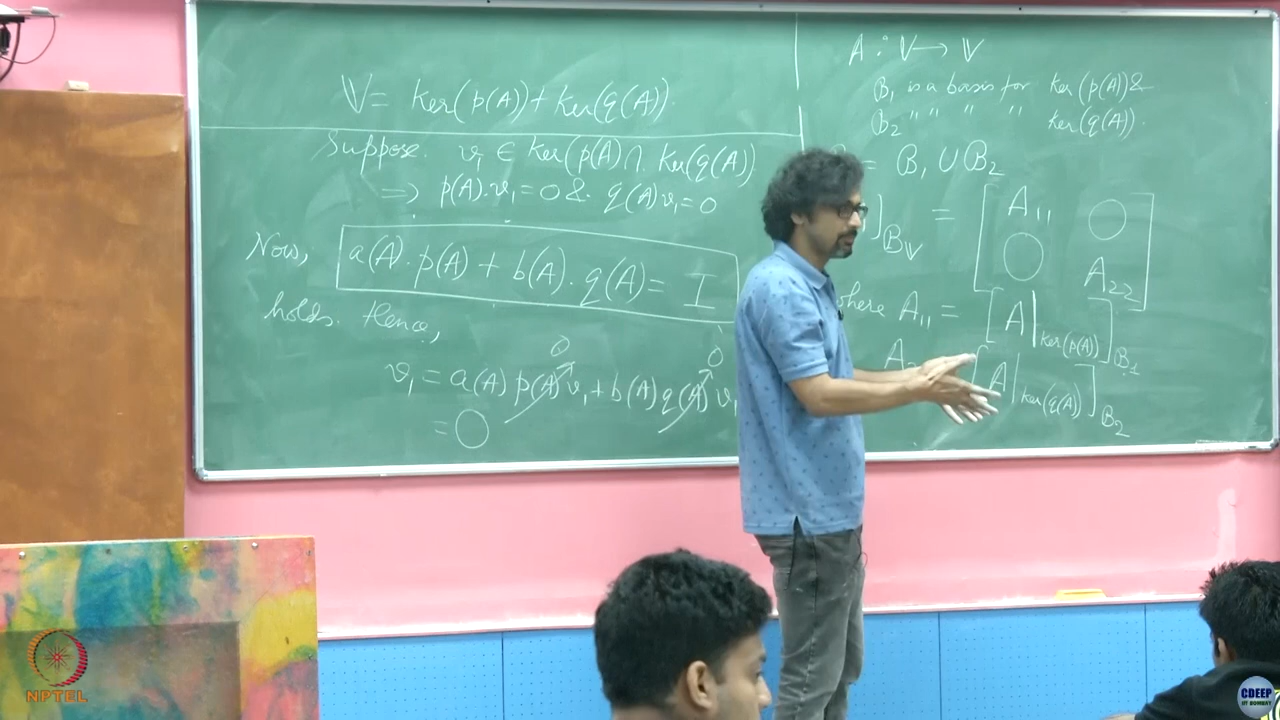 𝕍 = ker(p(A)) + ker(q(A)).
Suppose v₁ ∈ ker(p(A) ∩ ker(q(A))
⇒ p(A).v₁ = 0 & q(A)v₁ = 0
Now, a(A).p(A) + b(A).q(A) = I
holds. Hence,
v₁ = a(A) p(A)v₁ + b(A) q(A)v₁
0 0
= 0
A : 𝕍 → 𝕍
B₁ is a basis for ker(p(A)) &
B₂ " " " " ker(q(A)).
= B₁ ∪ B₂
]_{B_𝕍} = [ A₁₁ 0
0 A₂₂ ]
where A₁₁ = [A|_{ker(p(A))}]_{B₁}
A [A|_{ker(q(A))}]_{B₂}
NPTEL
CDEEP
IIT BOMBAY